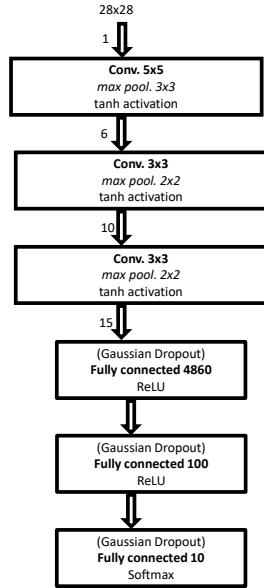 28x28
1
Conv. 5x5
max pool. 3x3
tanh activation
6
Conv. 3x3
max pool. 2x2
tanh activation
10
Conv. 3x3
max pool. 2x2
tanh activation
15
(Gaussian Dropout)
Fully connected 4860
ReLU
(Gaussian Dropout)
Fully connected 100
ReLU
(Gaussian Dropout)
Fully connected 10
Softmax